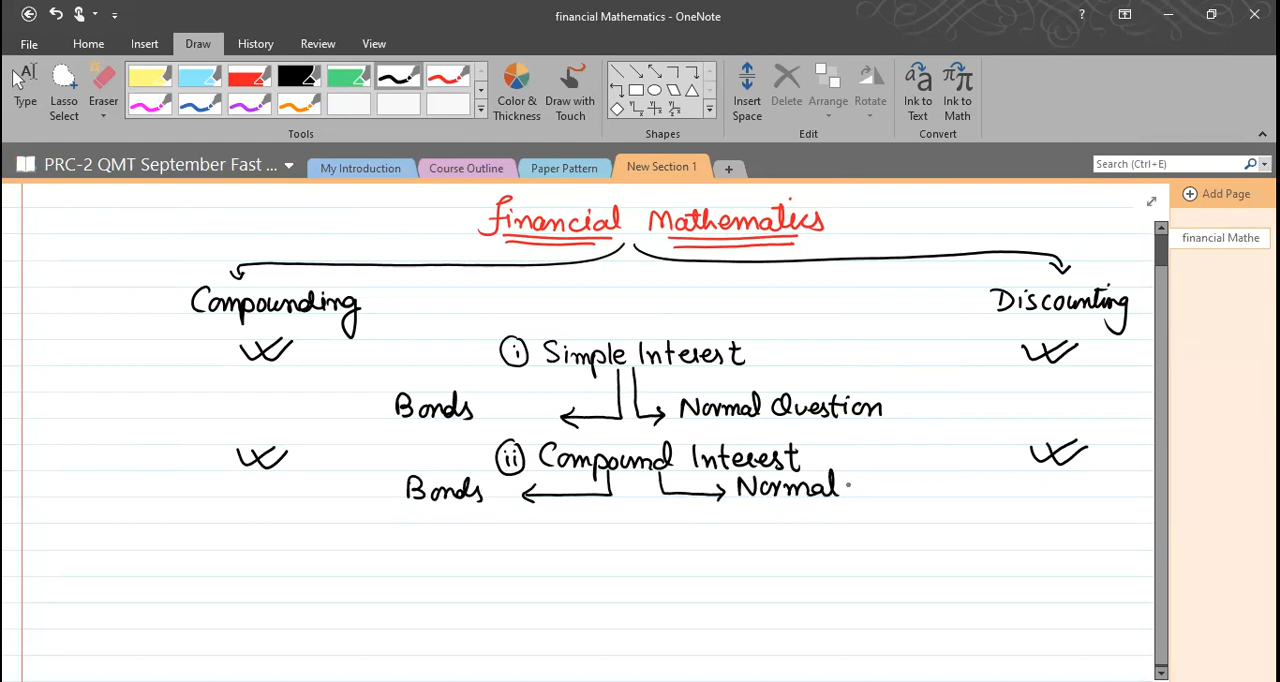 financial Mathematics - OneNote
?
File Home Insert Draw History Review View
Type Lasso Select Eraser Color & Thickness Draw with Touch Insert Space Delete Arrange Rotate Ink to Text Ink to Math
Tools Shapes Edit Convert
PRC-2 QMT September Fast ... My Introduction Course Outline Paper Pattern New Section 1 Search (Ctrl+E)
Add Page
financial Mathe
Financial Mathematics
Compounding Discounting
(i) Simple Interest
Bonds Normal Question
(ii) Compound Interest
Bonds Normal